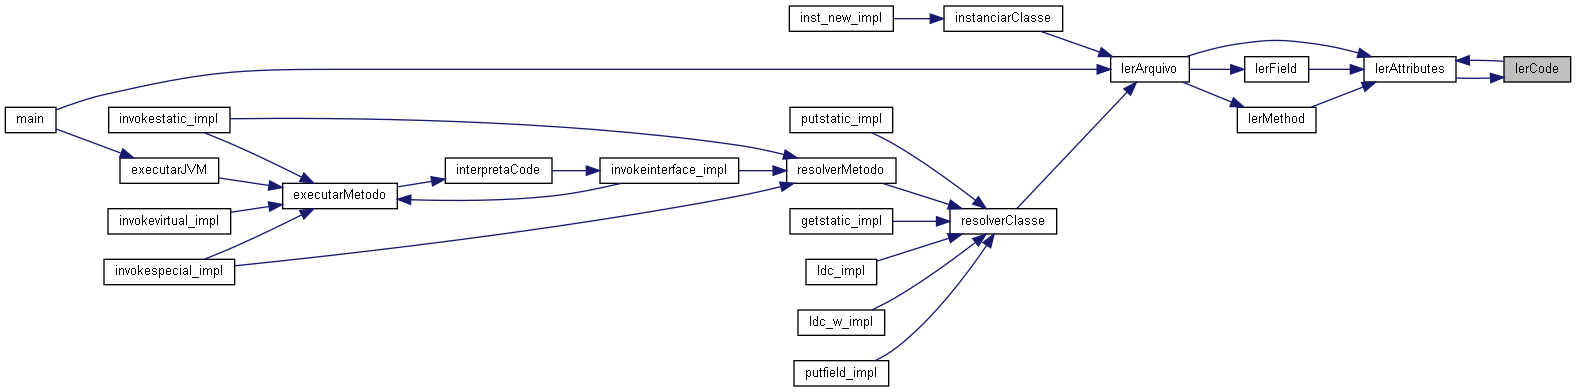 inst_new_impl
instanciarClasse
lerArquivo
lerField
lerAttributes
lerCode
main
invokestatic_impl
putstatic_impl
lerMethod
executarJVM
interpretaCode
invokeinterface_impl
resolverMetodo
executarMetodo
invokevirtual_impl
getstatic_impl
resolverClasse
invokespecial_impl
ldc_impl
ldc_w_impl
putfield_impl